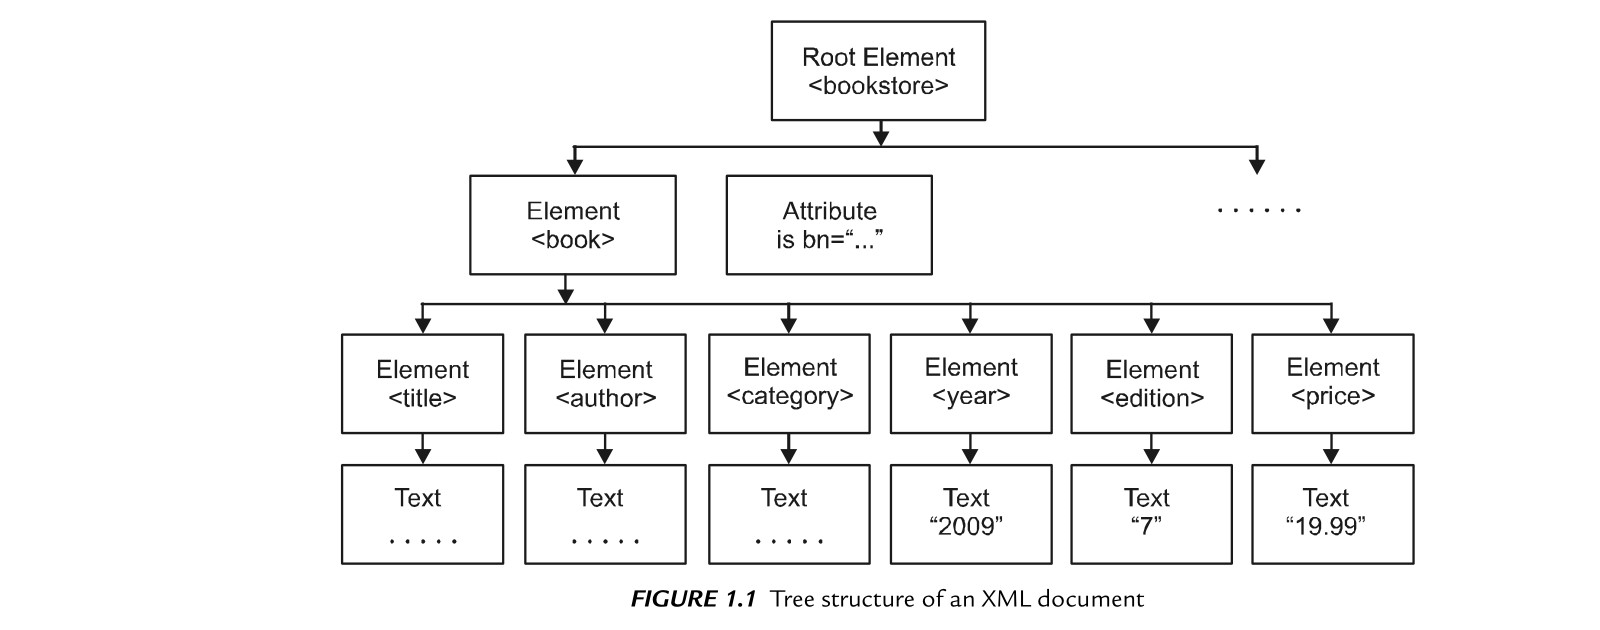 Root Element
<bookstore>
Element
<book>
Attribute
is bn=“...”
. . . . . .
Element
<title>
Element
<author>
Element
<category>
Element
<year>
Element
<edition>
Element
<price>
Text
. . . . .
Text
. . . . .
Text
. . . . .
Text
“2009”
Text
“7”
Text
“19.99”
FIGURE 1.1 Tree structure of an XML document